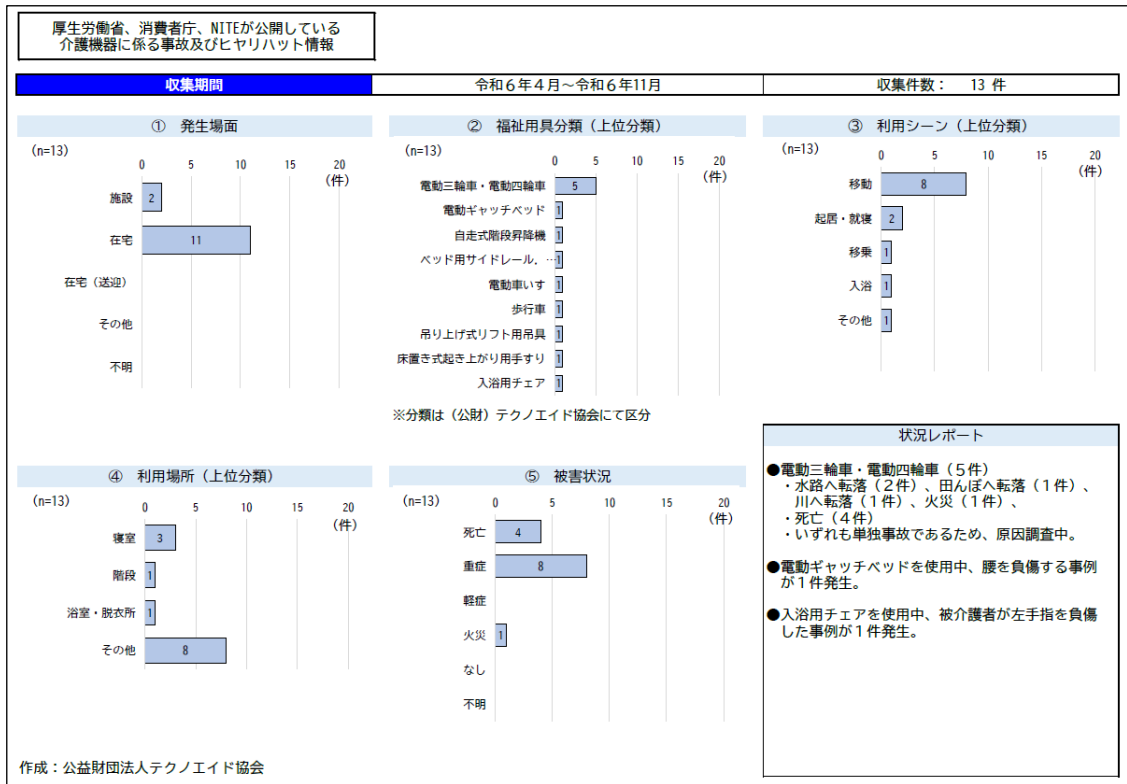 厚生労働省、消費者庁、NITEが公開している
介護機器に係る事故及びヒヤリハット情報
収集期間 令和6年4月～令和6年11月 収集件数： 13 件
① 発生場面
(n=13)
0 5 10 15 20
(件)
施設 2
在宅 11
在宅（送迎）
その他
不明
② 福祉用具分類（上位分類）
(n=13)
0 5 10 15 20
(件)
電動三輪車・電動四輪車 5
電動ギャッチベッド 1
自走式階段昇降機 1
ベッド用サイドレール，… 1
電動車いす 1
歩行車 1
吊り上げ式リフト用吊具 1
床置き式起き上がり用手すり 1
入浴用チェア 1
※分類は（公財）テクノエイド協会にて区分
③ 利用シーン（上位分類）
(n=13)
0 5 10 15 20
(件)
移動 8
起居・就寝 2
移乗 1
入浴 1
その他 1
④ 利用場所（上位分類）
(n=13)
0 5 10 15 20
(件)
寝室 3
階段 1
浴室・脱衣所 1
その他 8
⑤ 被害状況
(n=13)
0 5 10 15 20
(件)
死亡 4
重症 8
軽症
火災 1
なし
不明
状況レポート
●電動三輪車・電動四輪車（５件）
・水路へ転落（２件）、田んぼへ転落（１件）、
川へ転落（１件）、火災（１件）、
・死亡（４件）
・いずれも単独事故であるため、原因調査中。
●電動ギャッチベッドを使用中、腰を負傷する事例
が１件発生。
●入浴用チェアを使用中、被介護者が左手指を負傷
した事例が１件発生。
作成：公益財団法人テクノエイド協会